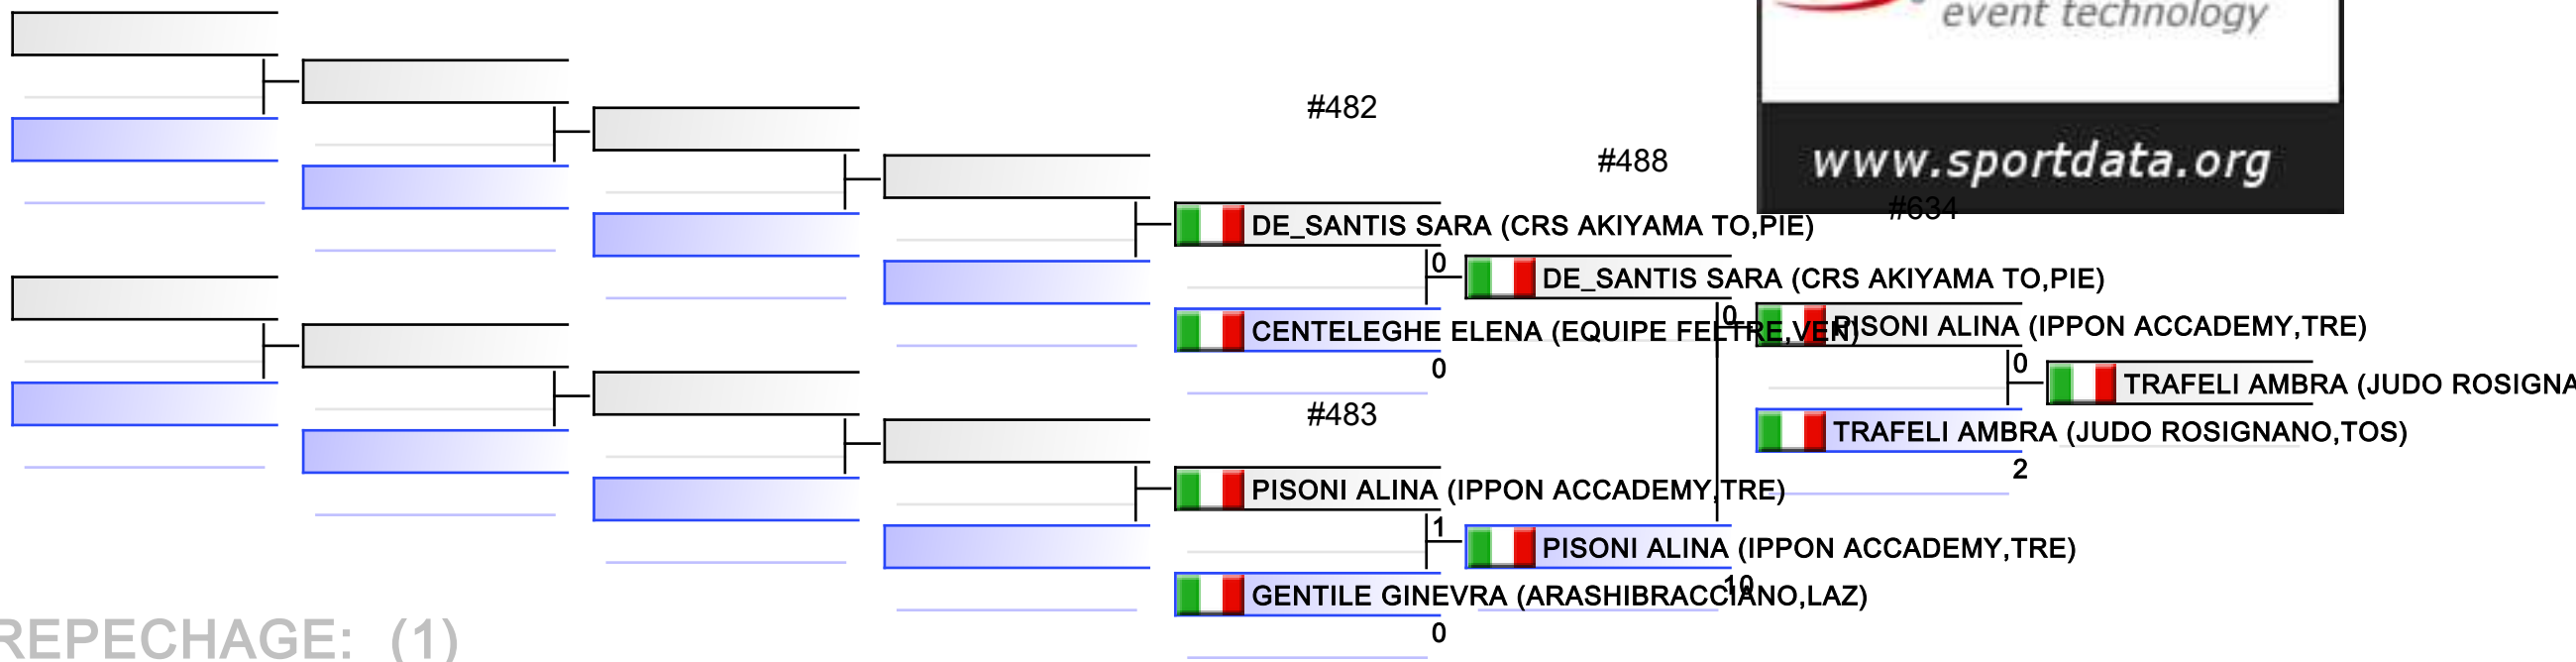 event technology
www.sportdata.org
#482
#488
#634
DE_SANTIS SARA (CRS AKIYAMA TO,PIE)
0
DE_SANTIS SARA (CRS AKIYAMA TO,PIE)
0
CENTELEGHE ELENA (EQUIPE FELTRE,VEN)
0
PISONI ALINA (IPPON ACCADEMY,TRE)
0
TRAFELI AMBRA (JUDO ROSIGNA
TRAFELI AMBRA (JUDO ROSIGNANO,TOS)
2
#483
PISONI ALINA (IPPON ACCADEMY,TRE)
1
PISONI ALINA (IPPON ACCADEMY,TRE)
10
GENTILE GINEVRA (ARASHIBRACCIANO,LAZ)
0
REPECHAGE: (1)